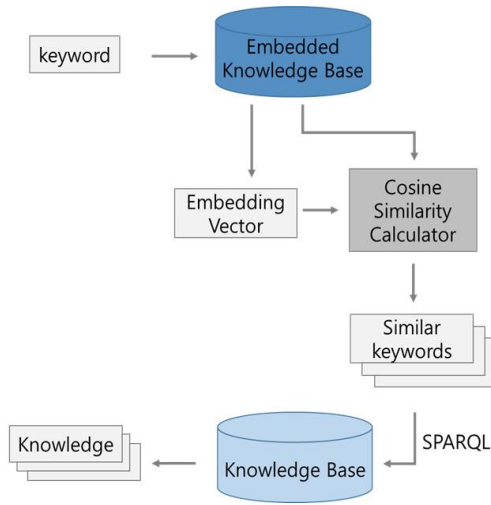 keyword
Embedded
Knowledge Base
Embedding
Vector
Cosine
Similarity
Calculator
Similar
keywords
SPARQL
Knowledge
Knowledge Base